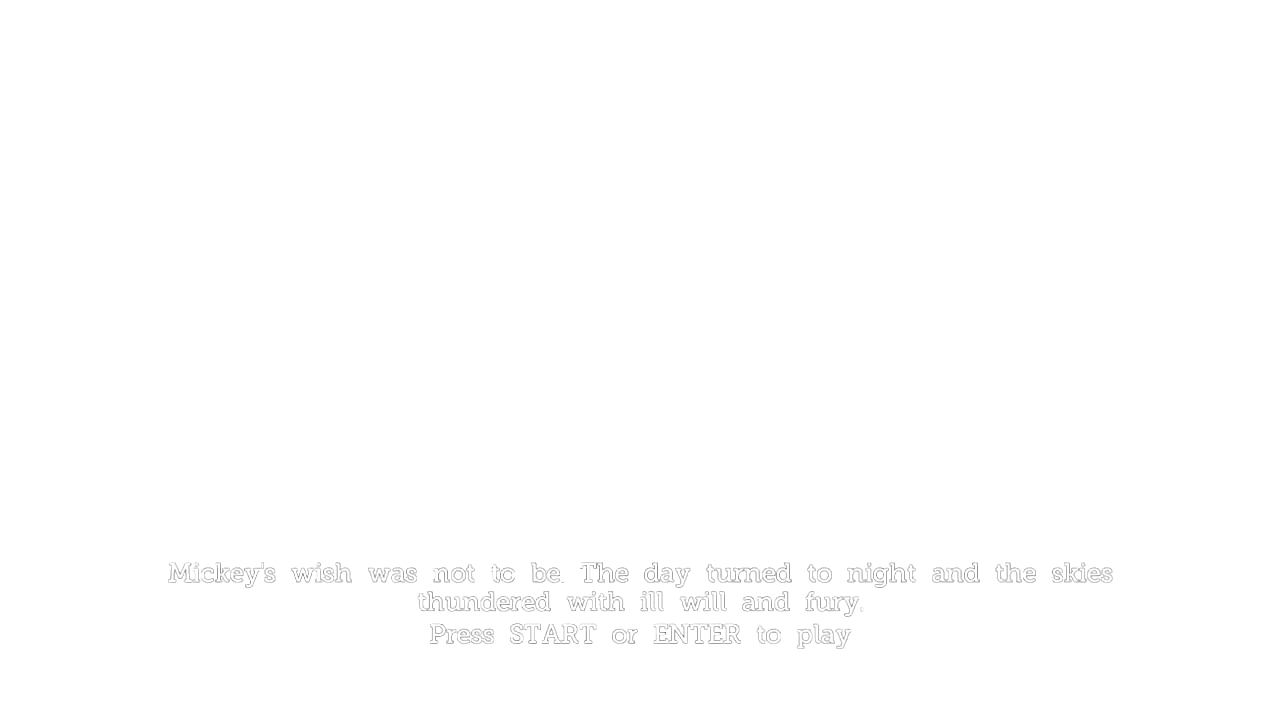 Mickey's wish was not to be. The day turned to night and the skies
thundered with ill will and fury.
Press START or ENTER to play